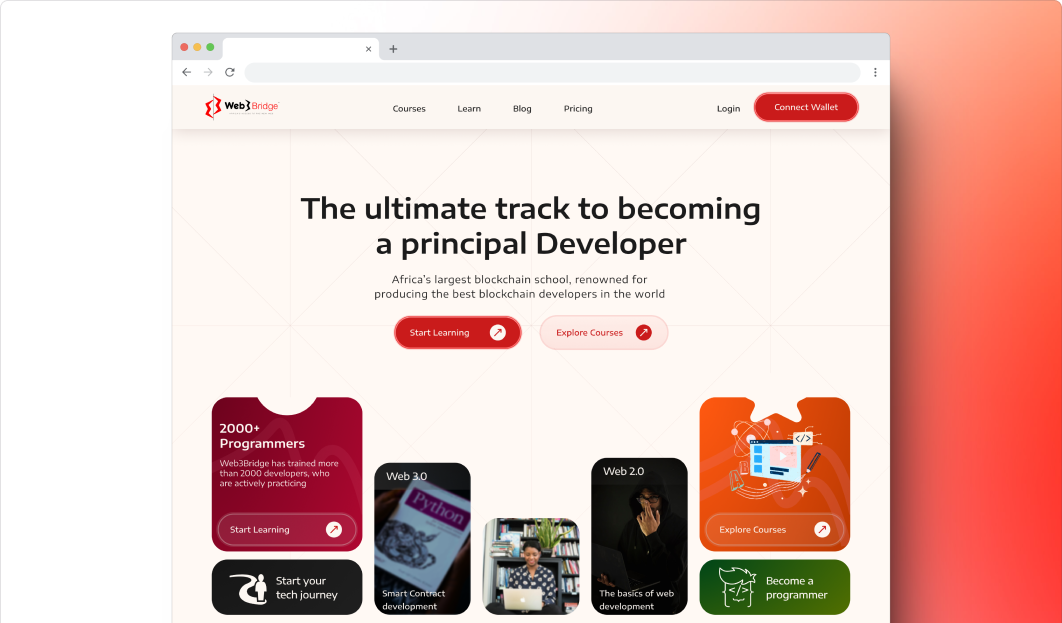 Web3Bridge
Courses
Learn
Blog
Pricing
Login
Connect Wallet
The ultimate track to becoming
a principal Developer
Africa’s largest blockchain school, renowned for
producing the best blockchain developers in the world
Start Learning
Explore Courses
2000+
Programmers
Web3Bridge has trained more
than 2000 developers, who
are actively practicing
Start Learning
Start your
tech journey
Web 3.0
Python
Smart Contract
development
Web 2.0
The basics of web
development
</>
Explore Courses
</>
Become a
programmer